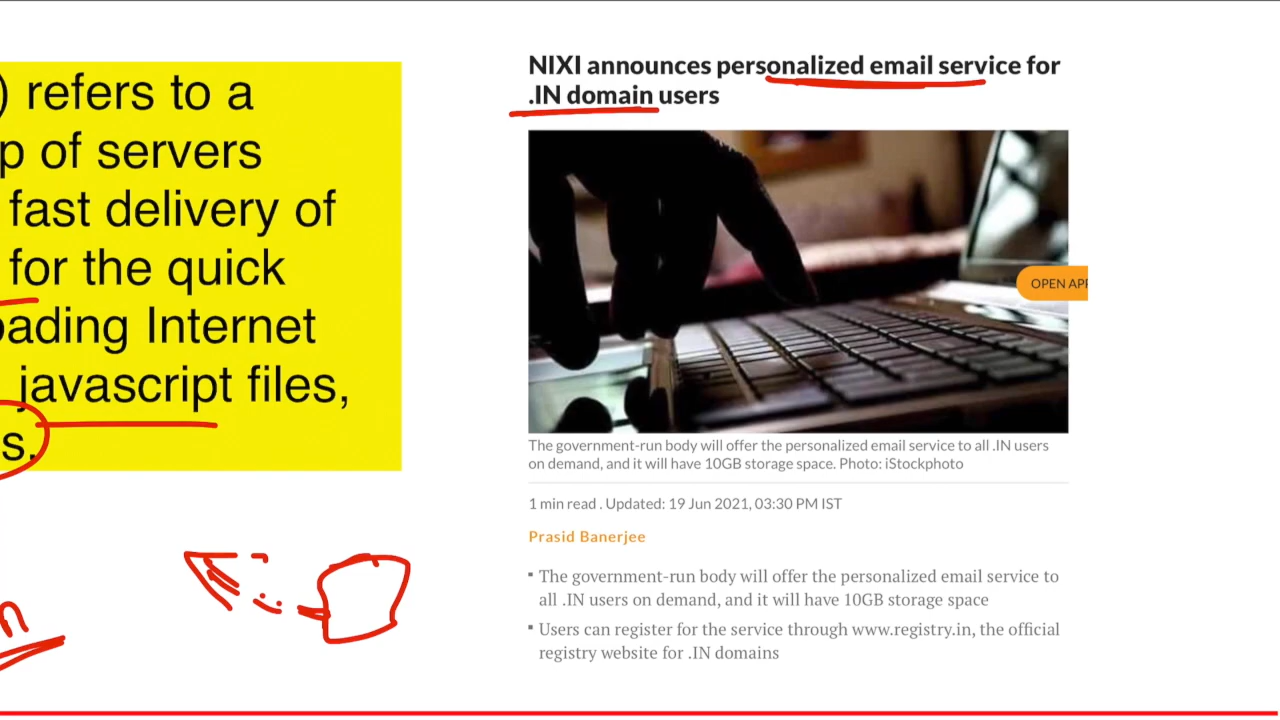 ) refers to a
p of servers
fast delivery of
for the quick
oading Internet
javascript files,
s.
n
NIXI announces personalized email service for
.IN domain users
OPEN APP
The government-run body will offer the personalized email service to all .IN users
on demand, and it will have 10GB storage space. Photo: iStockphoto
1 min read . Updated: 19 Jun 2021, 03:30 PM IST
Prasid Banerjee
▪ The government-run body will offer the personalized email service to
all .IN users on demand, and it will have 10GB storage space
▪ Users can register for the service through www.registry.in, the official
registry website for .IN domains